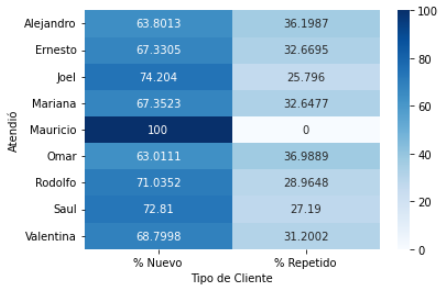 Alejandro 63.8013 36.1987
Ernesto 67.3305 32.6695
Joel 74.204 25.796
Mariana 67.3523 32.6477
Mauricio 100 0
Omar 63.0111 36.9889
Rodolfo 71.0352 28.9648
Saul 72.81 27.19
Valentina 68.7998 31.2002
Atendió
% Nuevo % Repetido
Tipo de Cliente
100
80
60
40
20
0